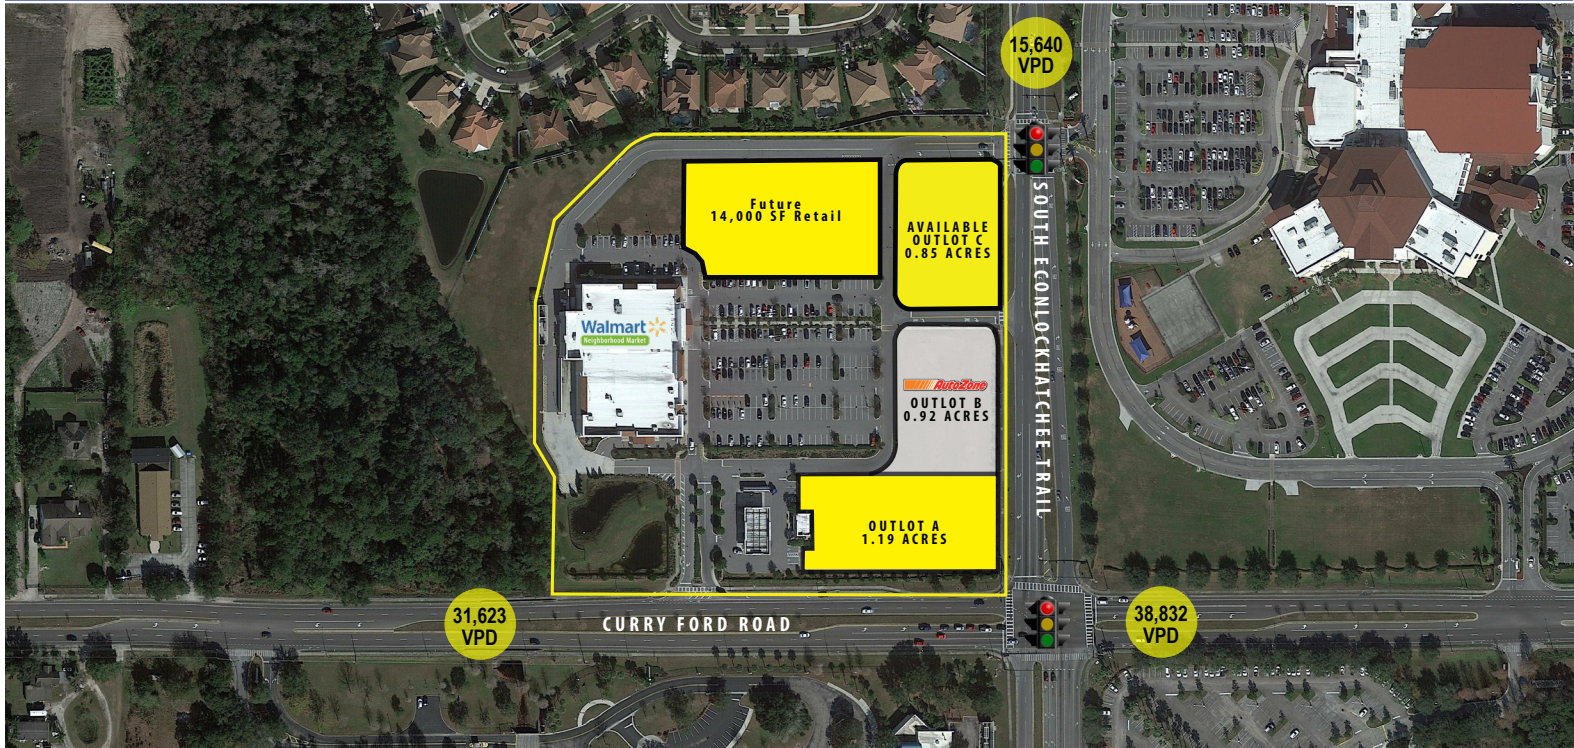 15,640
VPD
Future
14,000 SF Retail
AVAILABLE
OUTLOT C
0.85 ACRES
Walmart
Neighborhood Market
AutoZone
OUTLOT B
0.92 ACRES
SOUTH ECONLOCKHATCHEE TRAIL
OUTLOT A
1.19 ACRES
31,623
VPD
CURRY FORD ROAD
38,832
VPD